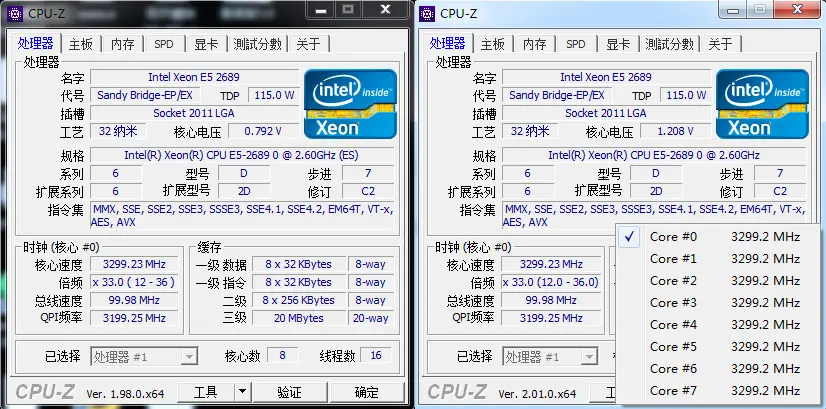 CPU-Z
处理器 主板 内存 SPD 显卡 測試分數 关于
处理器
名字 Intel Xeon E5 2689
代号 Sandy Bridge-EP/EX TDP 115.0 W
插槽 Socket 2011 LGA
工艺 32 纳米 核心电压 0.792 V
规格 Intel(R) Xeon(R) CPU E5-2689 0 @ 2.60GHz (ES)
系列 6 型号 D 步进 7
扩展系列 6 扩展型号 2D 修订 C2
指令集 MMX, SSE, SSE2, SSE3, SSSE3, SSE4.1, SSE4.2, EM64T, VT-x,
AES, AVX
intel inside™
Xeon
时钟 (核心 #0)
核心速度 3299.23 MHz
倍频 x 33.0 ( 12 - 36 )
总线速度 99.98 MHz
QPI频率 3199.25 MHz
缓存
一级 数据 8 x 32 KBytes 8-way
一级 指令 8 x 32 KBytes 8-way
二级 8 x 256 KBytes 8-way
三级 20 MBytes 20-way
已选择 处理器 #1 核心数 8 线程数 16
CPU-Z Ver. 1.98.0.x64 工具 验证 确定
CPU-Z
处理器 主板 内存 SPD 显卡 測試分數 关于
处理器
名字 Intel Xeon E5 2689
代号 Sandy Bridge-EP/EX TDP 115.0 W
插槽 Socket 2011 LGA
工艺 32 纳米 核心电压 1.208 V
规格 Intel(R) Xeon(R) CPU E5-2689 0 @ 2.60GHz
系列 6 型号 D 步进 7
扩展系列 6 扩展型号 2D 修订 C2
指令集 MMX, SSE, SSE2, SSE3, SSSE3, SSE4.1, SSE4.2, EM64T, VT-x,
AES, AVX
intel inside™
Xeon
时钟 (核心 #0)
核心速度 3299.23 MHz
倍频 x 33.0 (12.0 - 36.0)
总线速度 99.98 MHz
QPI频率 3199.25 MHz
Core #0 3299.2 MHz
Core #1 3299.2 MHz
Core #2 3299.2 MHz
Core #3 3299.2 MHz
Core #4 3299.2 MHz
Core #5 3299.2 MHz
Core #6 3299.2 MHz
Core #7 3299.2 MHz
已选择 处理器 #1
CPU-Z Ver. 2.01.0.x64